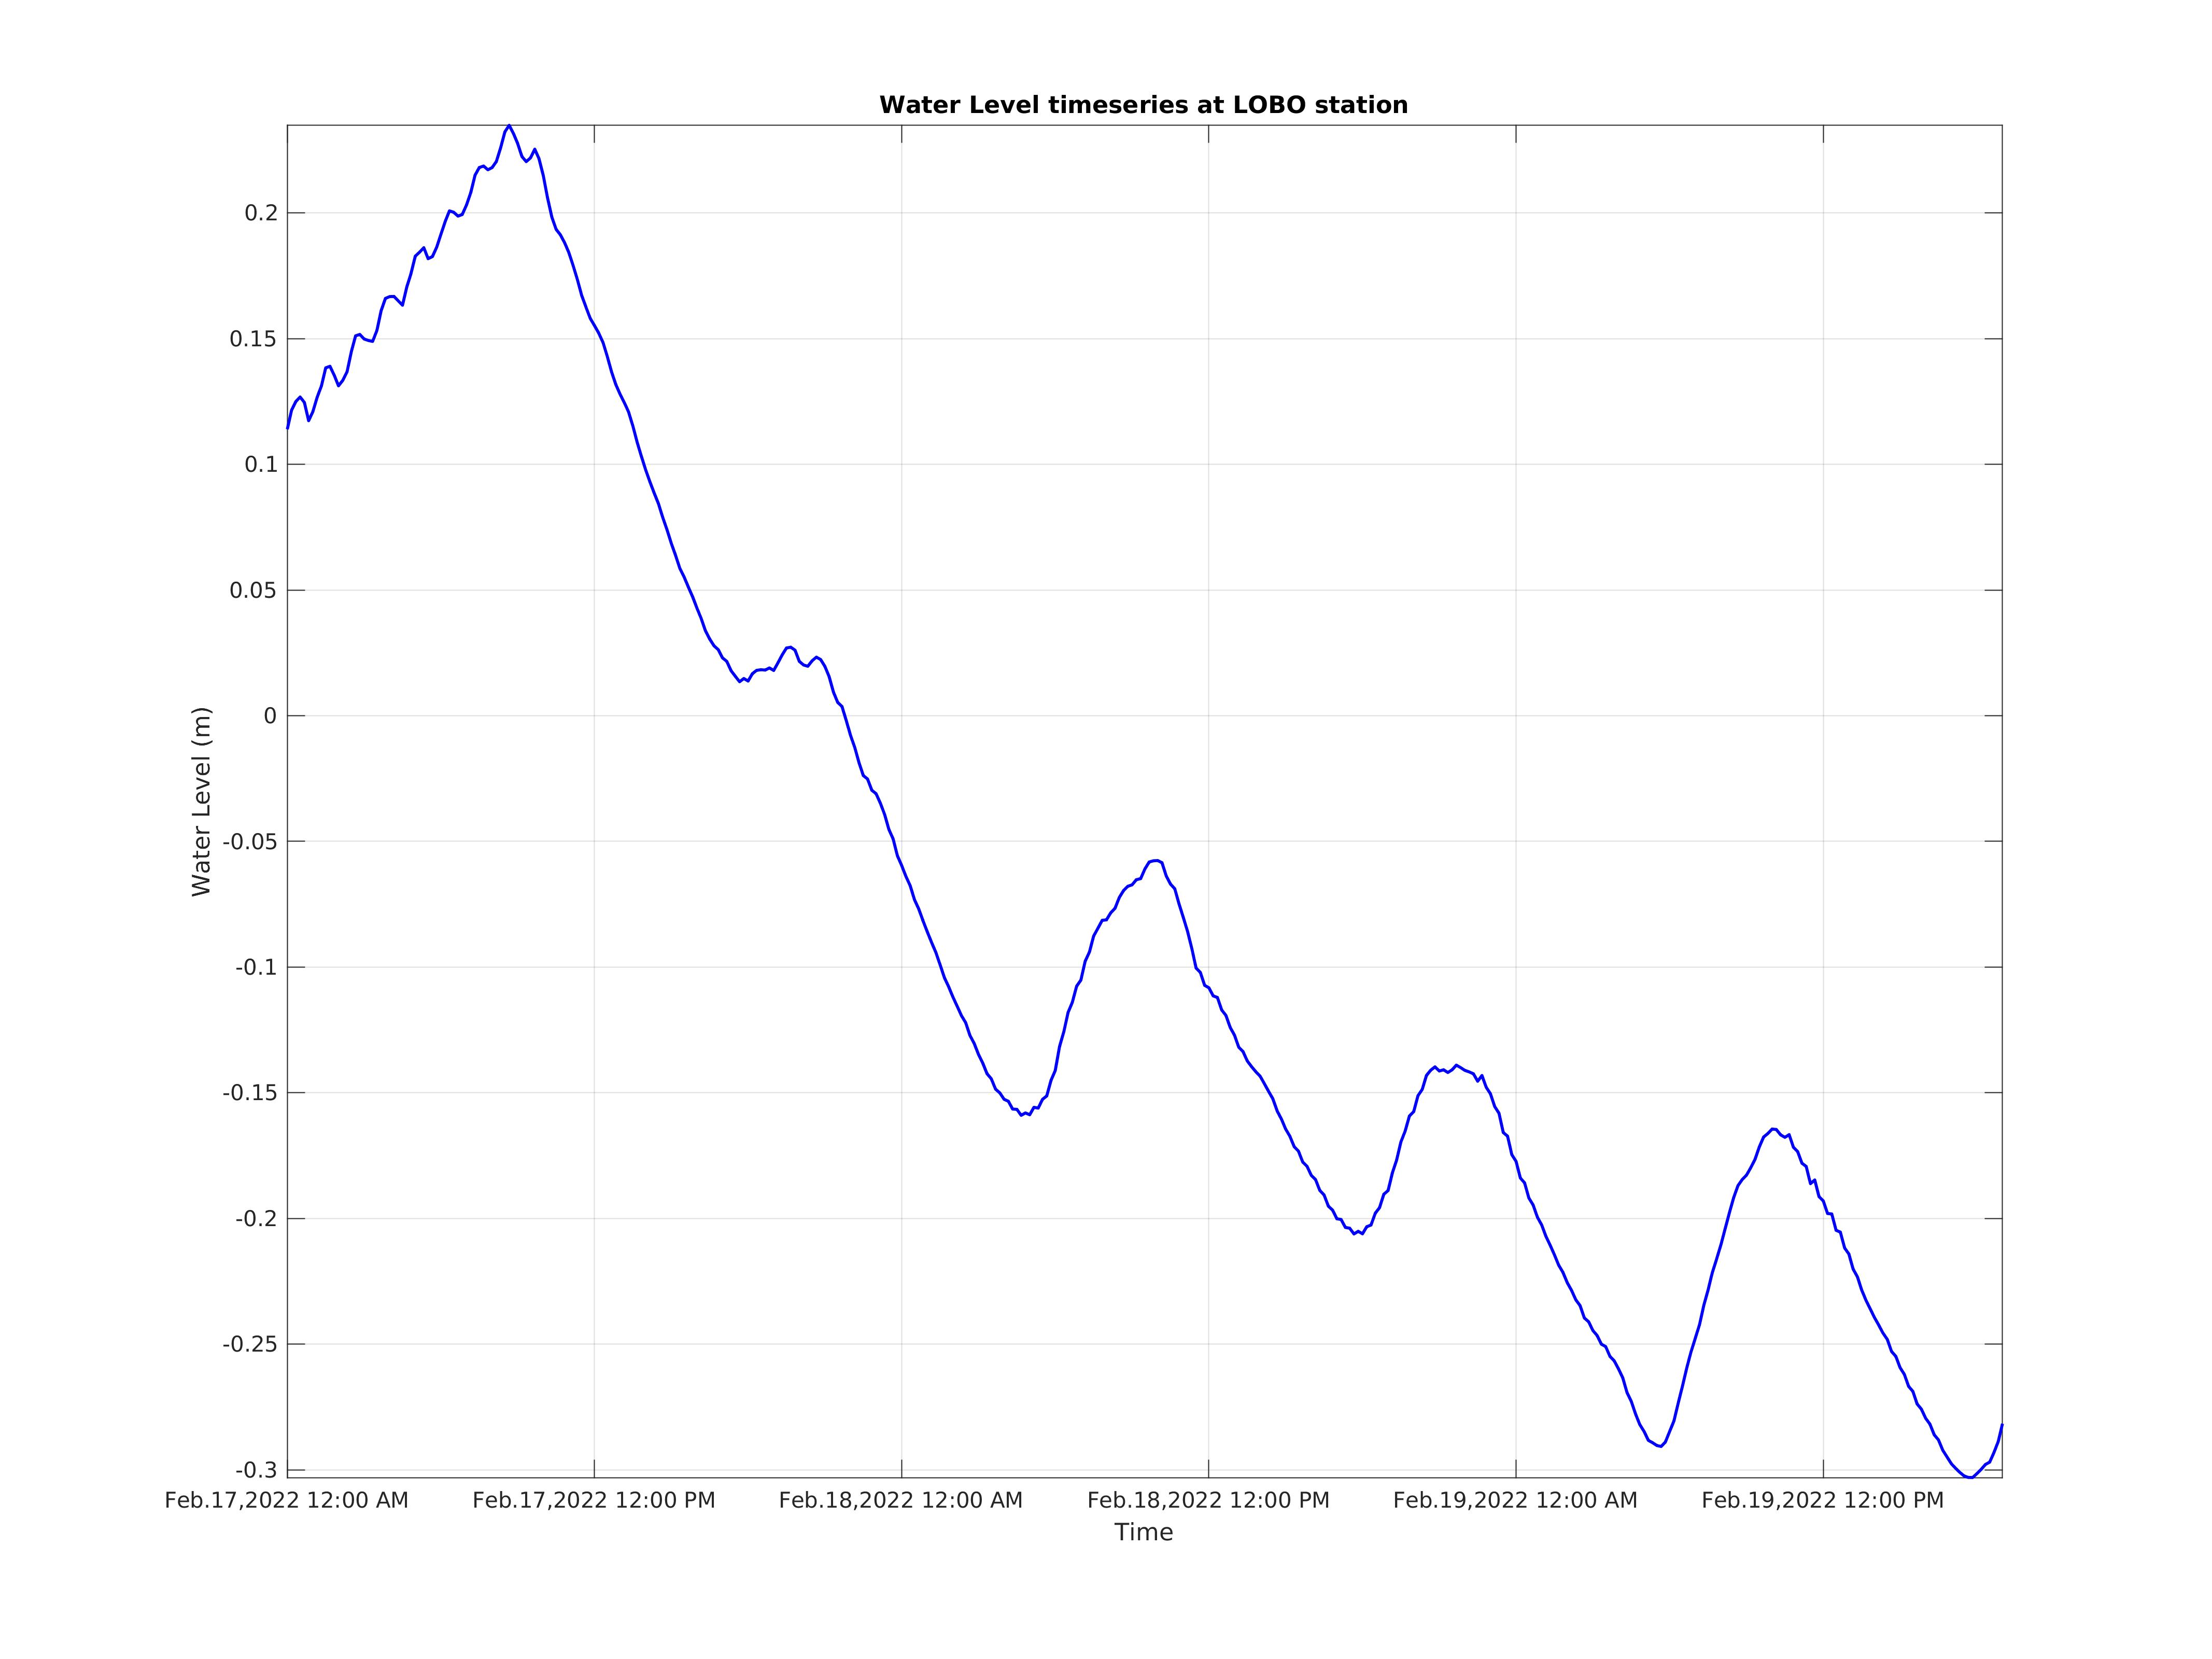 Water Level timeseries at LOBO station
Water Level (m)
0.2
0.15
0.1
0.05
0
-0.05
-0.1
-0.15
-0.2
-0.25
-0.3
Feb.17,2022 12:00 AM
Feb.17,2022 12:00 PM
Feb.18,2022 12:00 AM
Feb.18,2022 12:00 PM
Feb.19,2022 12:00 AM
Feb.19,2022 12:00 PM
Time